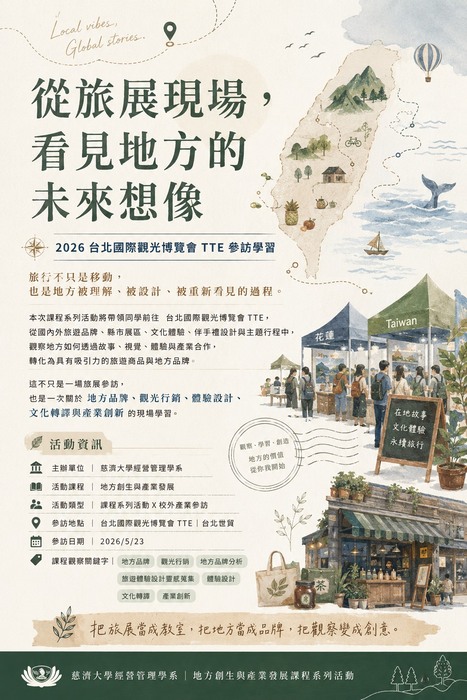 Local vibes,
Global stories.
從旅展現場，
看見地方的
未來想像
2026 台北國際觀光博覽會 TTE 參訪學習
旅行不只是移動，
也是地方被理解、被設計、被重新看見的過程。
本次課程系列活動將帶領同學前往 台北國際觀光博覽會 TTE，
從國內外旅遊品牌、縣市展區、文化體驗、伴手禮設計與主題行程中，
觀察地方如何透過故事、視覺、體驗與產業合作，
轉化為具有吸引力的旅遊商品與地方品牌。
這不只是一場旅展參訪，
也是一次關於 地方品牌、觀光行銷、體驗設計、
文化轉譯與產業創新 的現場學習。
花蓮
Taiwan
在地故事
文化體驗
永續旅行
觀察・學習・創造
地方的價值
從你我開始
活動資訊
主辦單位｜慈濟大學經營管理學系
活動課程｜地方創生與產業發展
活動類型｜課程系列活動 X 校外產業參訪
參訪地點｜台北國際觀光博覽會 TTE｜台北世貿
參訪日期｜2026/5/23
課程觀察關鍵字｜地方品牌 觀光行銷 地方品牌分析
旅遊體驗設計靈感蒐集 體驗設計
文化轉譯 產業創新
茶
把旅展當成教室，把地方當成品牌，把觀察變成創意。
慈濟大學經營管理學系｜地方創生與產業發展課程系列活動